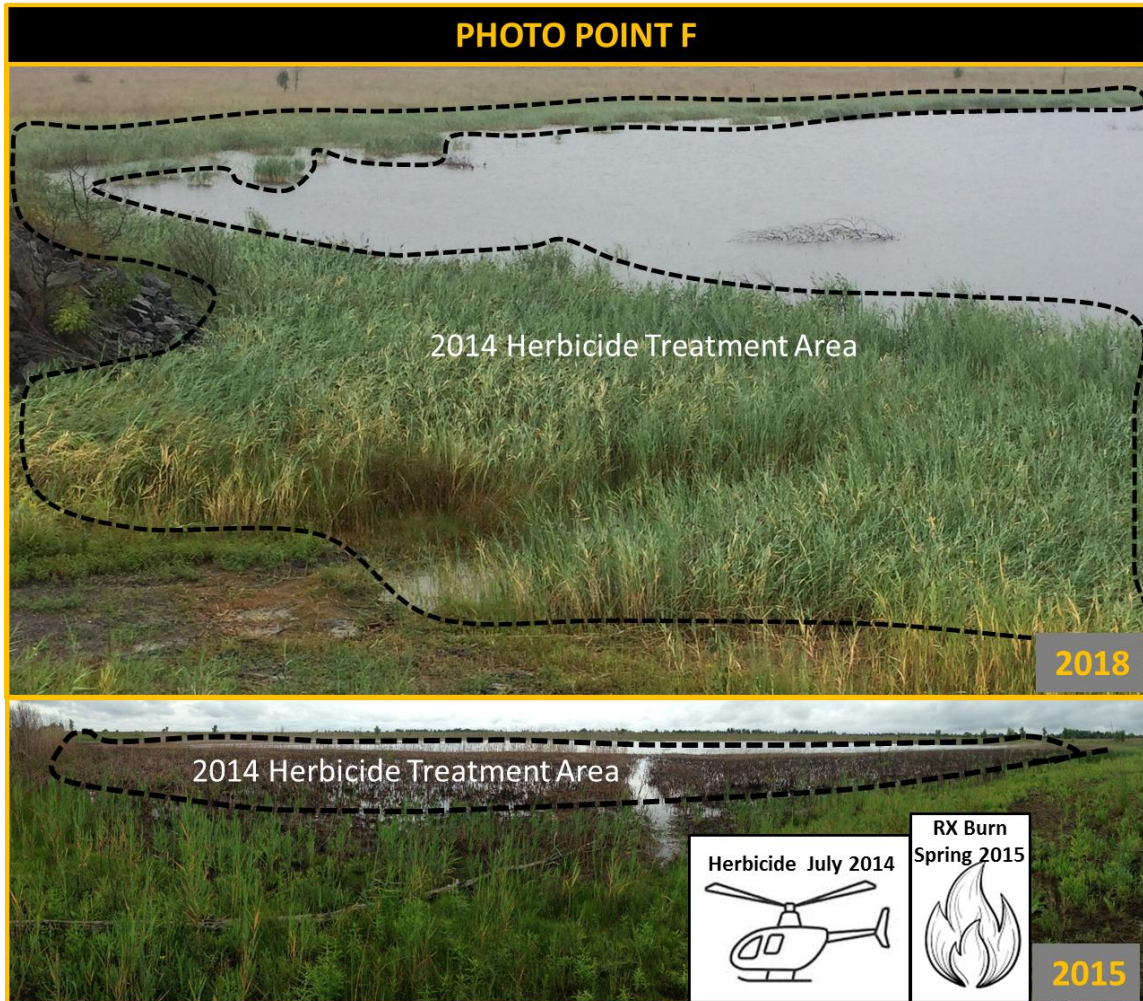 PHOTO POINT F
2014 Herbicide Treatment Area
2018
2014 Herbicide Treatment Area
Herbicide July 2014
RX Burn
Spring 2015
2015